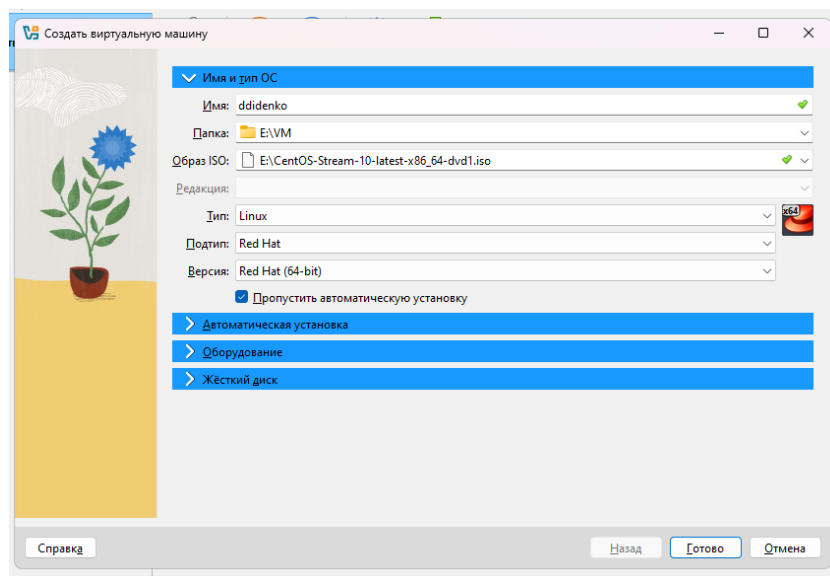 Создать виртуальную машину
Имя и тип ОС
Имя: ddidenko
Папка: E:\VM
Образ ISO: E:\CentOS-Stream-10-latest-x86_64-dvd1.iso
Редакция:
Тип: Linux
x64
Подтип: Red Hat
Версия: Red Hat (64-bit)
Пропустить автоматическую установку
Автоматическая установка
Оборудование
Жёсткий диск
Справка Назад Готово Отмена